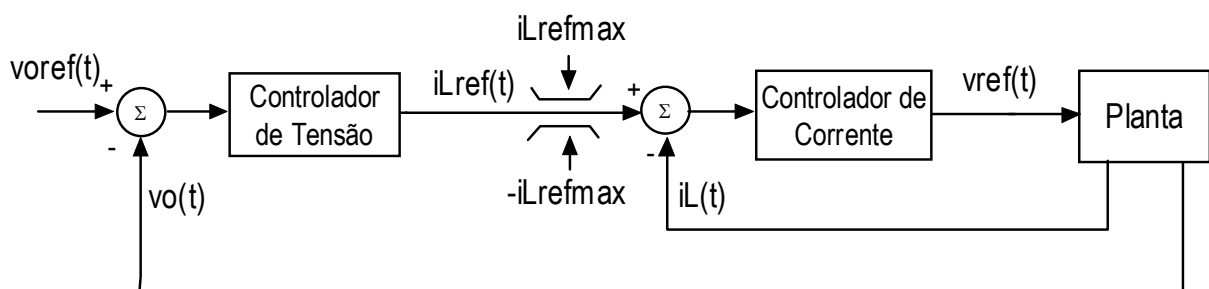 iLrefmax
voref(t)
+
-
Σ
Controlador
de Tensão
iLref(t)
-iLrefmax
+
-
Σ
Controlador de
Corrente
vref(t)
Planta
vo(t)
iL(t)